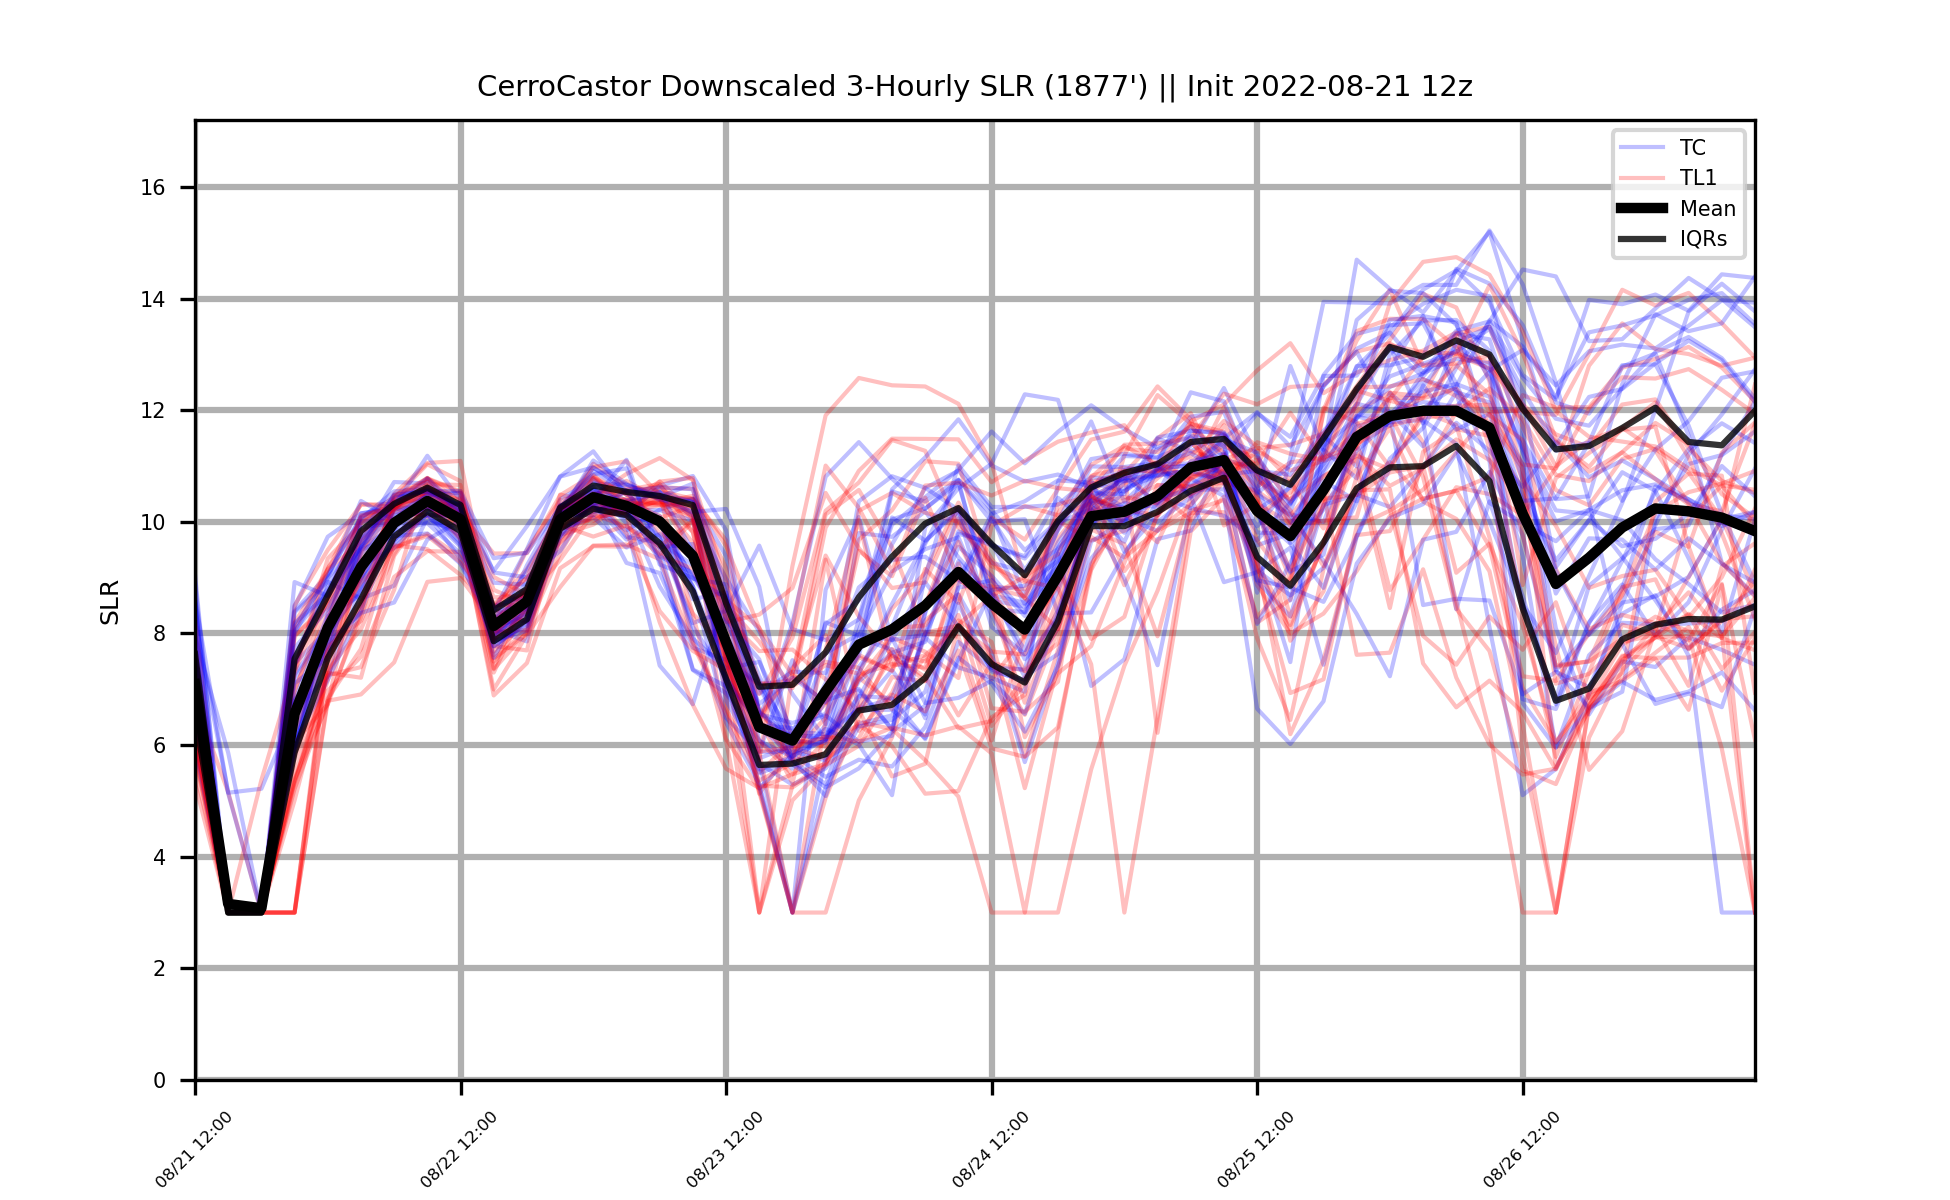 CerroCastor Downscaled 3-Hourly SLR (1877') || Init 2022-08-21 12z
TC
TL1
Mean
IQRs
SLR
16
14
12
10
8
6
4
2
0
08/21 12:00
08/22 12:00
08/23 12:00
08/24 12:00
08/25 12:00
08/26 12:00